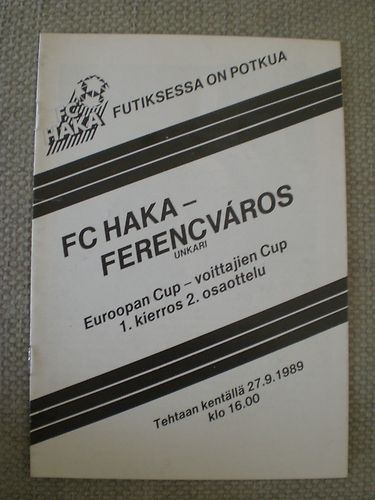 FC
HAKA
FUTIKSESSA ON POTKUA
FC HAKA –
FERENCVÁROS
UNKARI
Euroopan Cup – voittajien Cup
1. kierros 2. osaottelu
Tehtaan kentällä 27.9.1989
klo 16.00